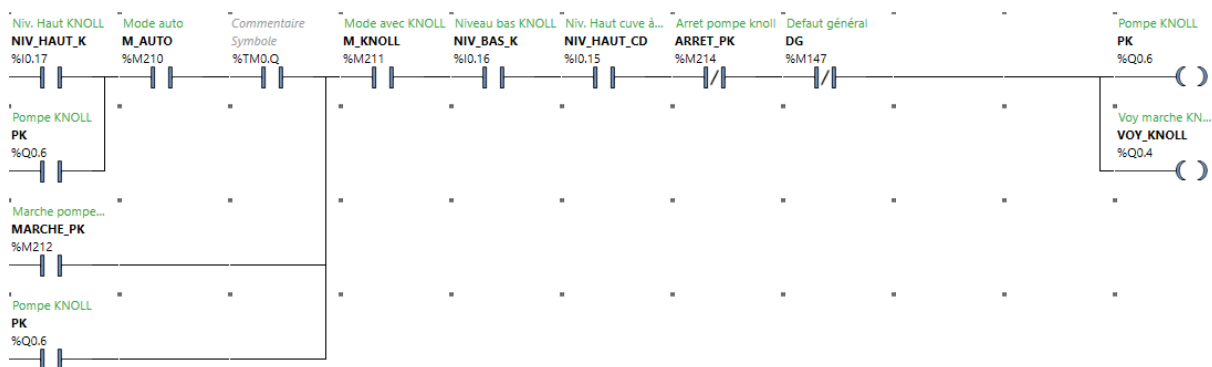 Niv. Haut KNOLL
NIV_HAUT_K
%I0.17
Mode auto
M_AUTO
%M210
Commentaire
Symbole
%TM0.Q
Mode avec KNOLL
M_KNOLL
%M211
Niveau bas KNOLL
NIV_BAS_K
%I0.16
Niv. Haut cuve à...
NIV_HAUT_CD
%I0.15
Arret pompe knoll
ARRET_PK
%M214
Defaut général
DG
%M147
Pompe KNOLL
PK
%Q0.6
Pompe KNOLL
PK
%Q0.6
Voy marche KN...
VOY_KNOLL
%Q0.4
Marche pompe...
MARCHE_PK
%M212
Pompe KNOLL
PK
%Q0.6